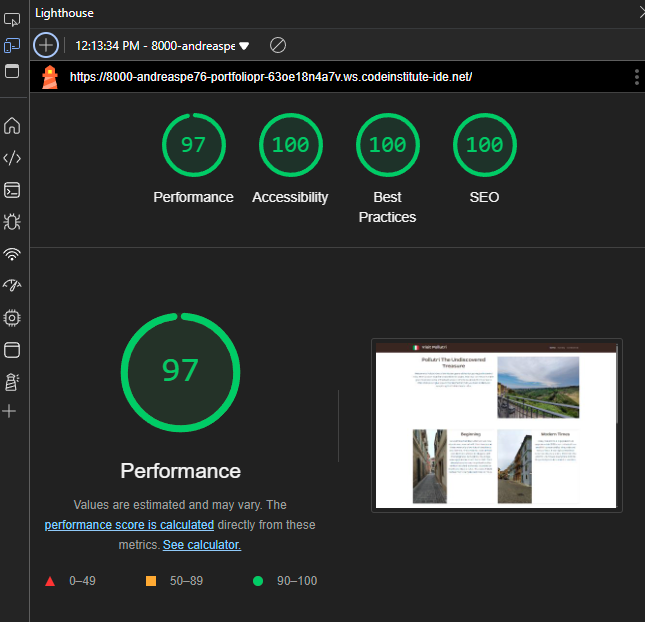 Lighthouse
12:13:34 PM - 8000-andreaspe
https://8000-andreaspe76-portfoliopr-63oe18n4a7v.ws.codeinstitute-ide.net/
97
100
100
100
Performance
Accessibility
Best
Practices
SEO
97
Performance
Values are estimated and may vary. The
performance score is calculated directly from these
metrics. See calculator.
0–49
50–89
90–100
Visit Pollutri
Pollutri The Undiscovered
Treasure
Beginning
Modern Times